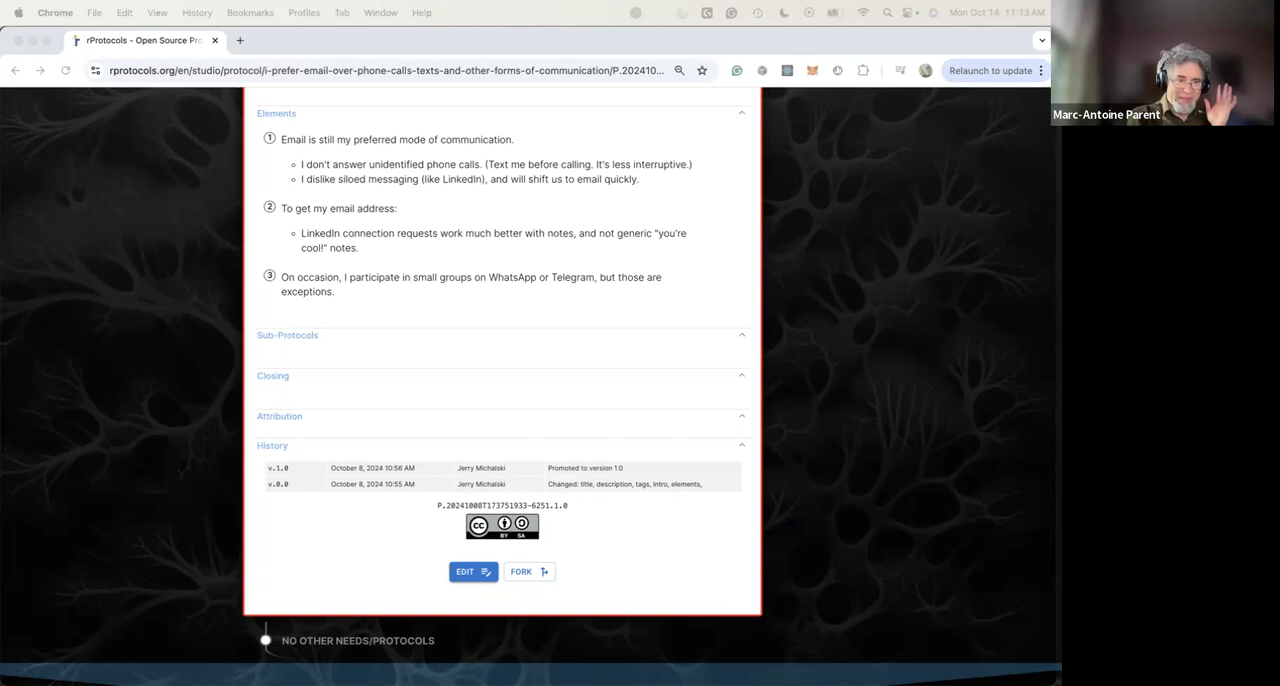 Chrome File Edit View History Bookmarks Profiles Tab Window Help Mon Oct 14 11:13 AM
rProtocols - Open Source Pro
rprotocols.org/en/studio/protocol/i-prefer-email-over-phone-calls-texts-and-other-forms-of-communication/P.202410... Relaunch to update
Marc-Antoine Parent
Elements
1 Email is still my preferred mode of communication.
I don't answer unidentified phone calls. (Text me before calling. It's less interruptive.)
I dislike siloed messaging (like LinkedIn), and will shift us to email quickly.
2 To get my email address:
LinkedIn connection requests work much better with notes, and not generic "you're
cool!" notes.
3 On occasion, I participate in small groups on WhatsApp or Telegram, but those are
exceptions.
Sub-Protocols
Closing
Attribution
History
v.1.0 October 8, 2024 10:56 AM Jerry Michalski Promoted to version 1.0
v.0.0 October 8, 2024 10:55 AM Jerry Michalski Changed: title, description, tags, intro, elements,
P.20241008T173751933-6251.1.0
cc BY SA
EDIT FORK
NO OTHER NEEDS/PROTOCOLS